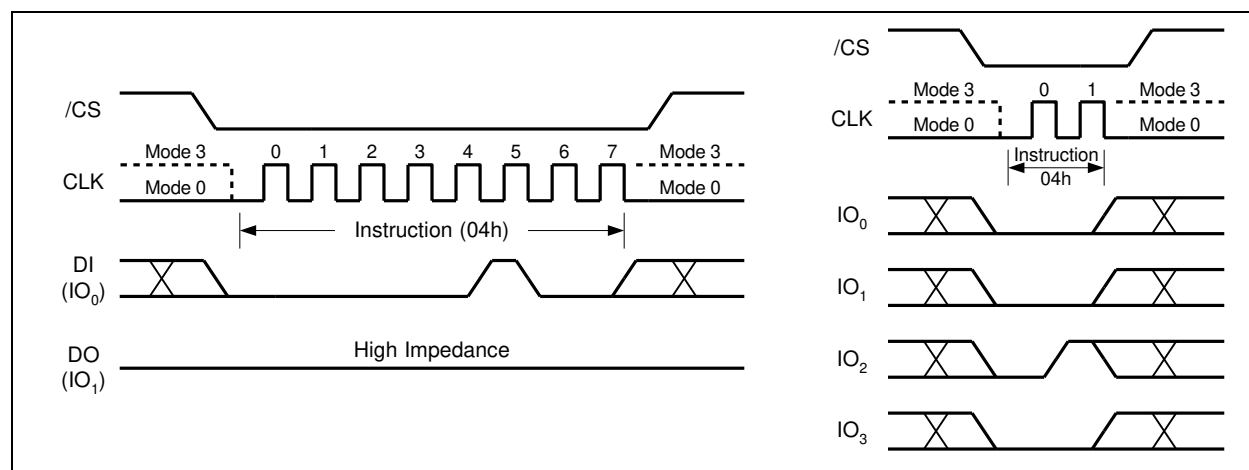 /CS
Mode 3 0 1 2 3 4 5 6 7 Mode 3
CLK
Mode 0 Mode 0
Instruction (04h)
DI
(IO0)
High Impedance
DO
(IO1)
/CS
Mode 3 0 1 Mode 3
CLK
Mode 0 Mode 0
Instruction
04h
IO0
IO1
IO2
IO3